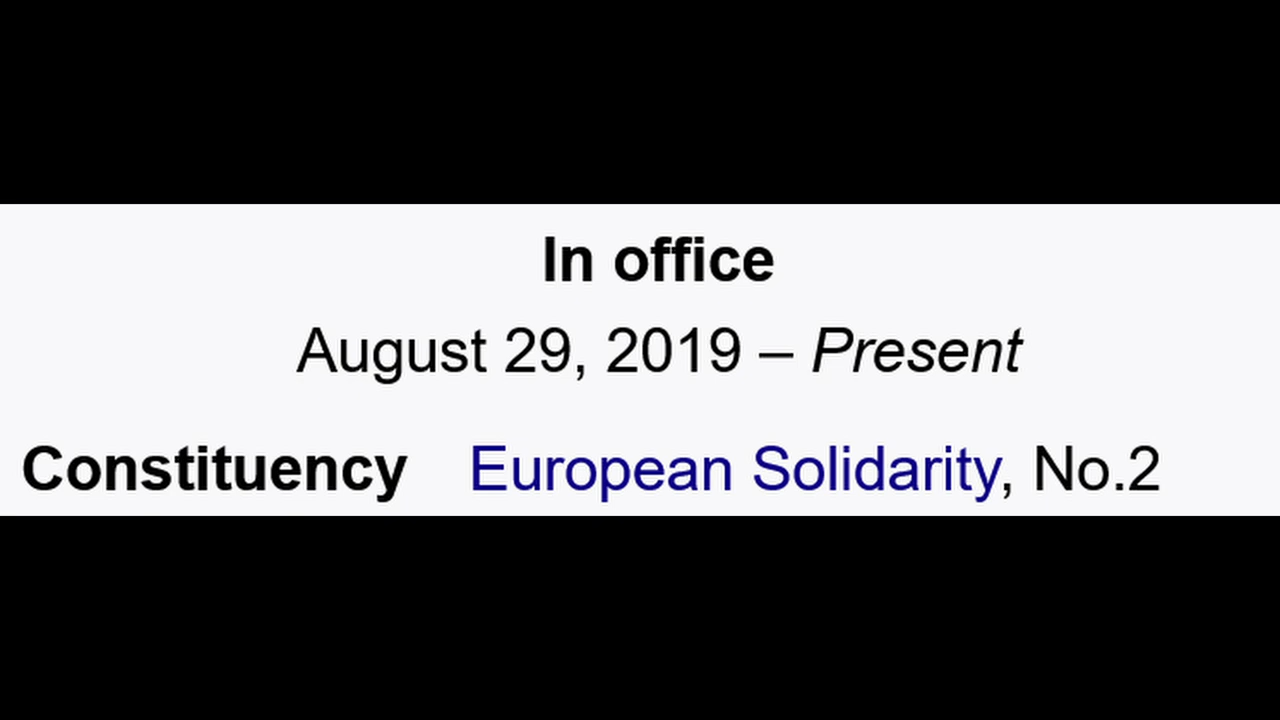 In office
August 29, 2019 – Present
Constituency European Solidarity, No.2